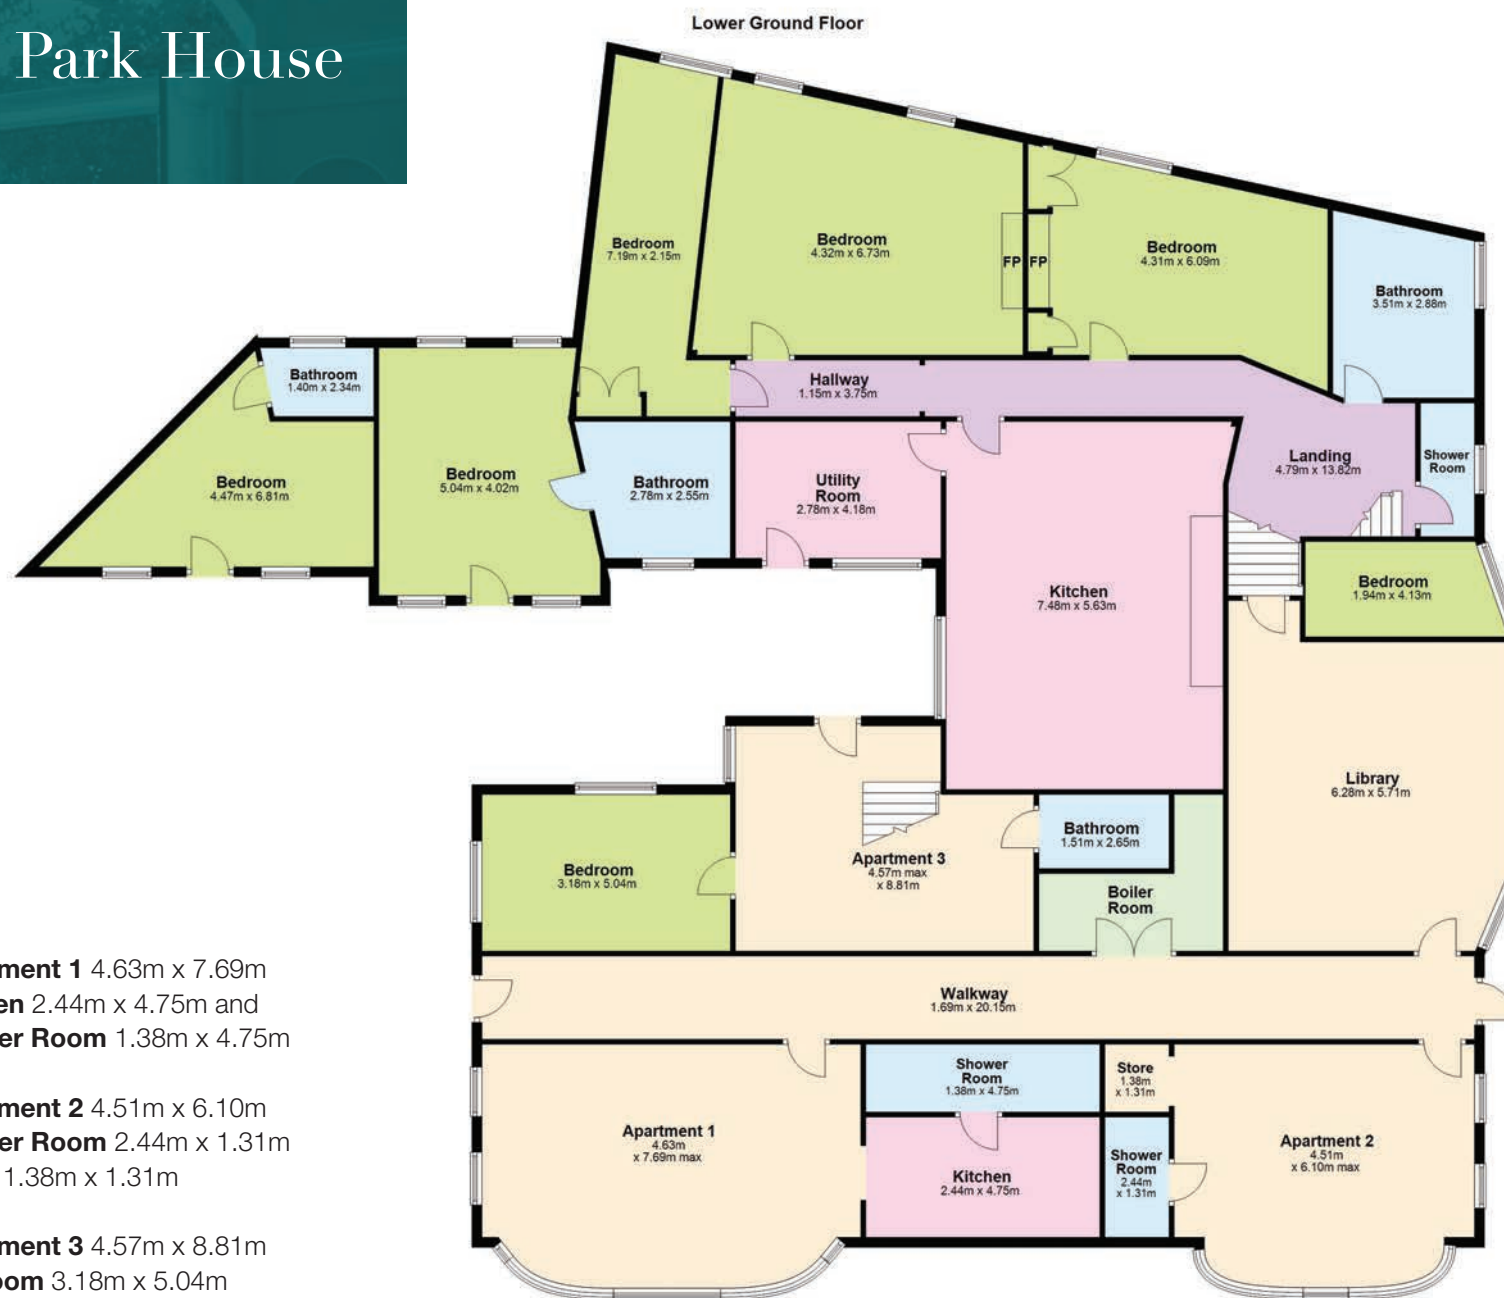 Park House
Lower Ground Floor
Bedroom
7.19m x 2.15m
Bedroom
4.32m x 6.73m
FP
FP
Bedroom
4.31m x 6.09m
Bathroom
3.51m x 2.88m
Bathroom
1.40m x 2.34m
Hallway
1.15m x 3.75m
Bedroom
4.47m x 6.81m
Bedroom
5.04m x 4.02m
Bathroom
2.78m x 2.55m
Utility
Room
2.78m x 4.18m
Landing
4.79m x 13.82m
Shower
Room
Kitchen
7.48m x 5.63m
Bedroom
1.94m x 4.13m
Library
6.28m x 5.71m
Bedroom
3.18m x 5.04m
Apartment 3
4.57m max
x 8.81m
Bathroom
1.51m x 2.65m
Boiler
Room
Walkway
1.69m x 20.15m
Apartment 1
4.63m
x 7.69m max
Shower
Room
1.38m x 4.75m
Kitchen
2.44m x 4.75m
Store
1.38m
x 1.31m
Shower
Room
2.44m
x 1.31m
Apartment 2
4.51m
x 6.10m max
ment 1 4.63m x 7.69m
en 2.44m x 4.75m and
er Room 1.38m x 4.75m
ment 2 4.51m x 6.10m
er Room 2.44m x 1.31m
1.38m x 1.31m
ment 3 4.57m x 8.81m
oom 3.18m x 5.04m